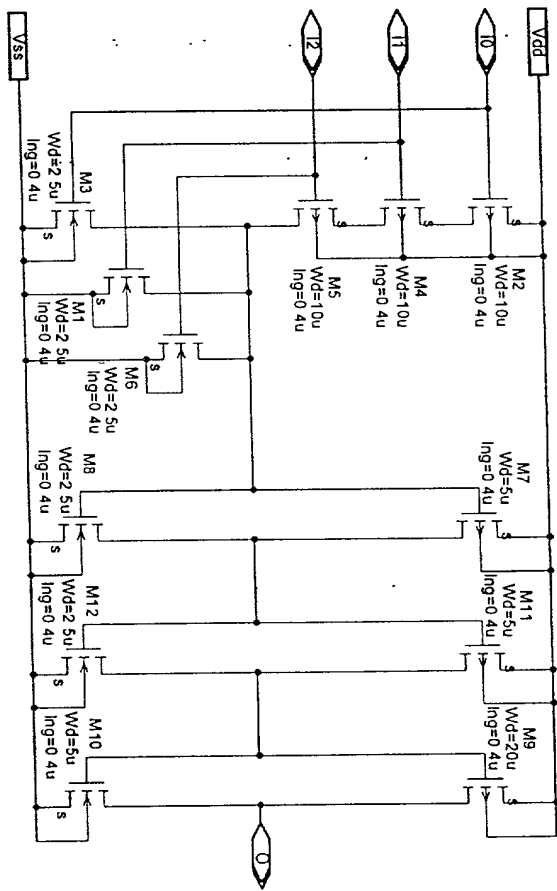 Vdd
I0
I1
I2
Vss
M2
Wd=10u
lng=0 4u
M4
Wd=10u
lng=0 4u
M5
Wd=10u
lng=0 4u
M3
Wd=2 5u
lng=0 4u
M1
Wd=2 5u
lng=0 4u
M6
Wd=2 5u
lng=0 4u
M7
Wd=5u
lng=0 4u
M8
Wd=2 5u
lng=0 4u
M11
Wd=5u
lng=0 4u
M12
Wd=2 5u
lng=0 4u
M9
Wd=20u
lng=0 4u
M10
Wd=5u
lng=0 4u
O
s
s
s
s
s
s
s
s
s
s
s
s